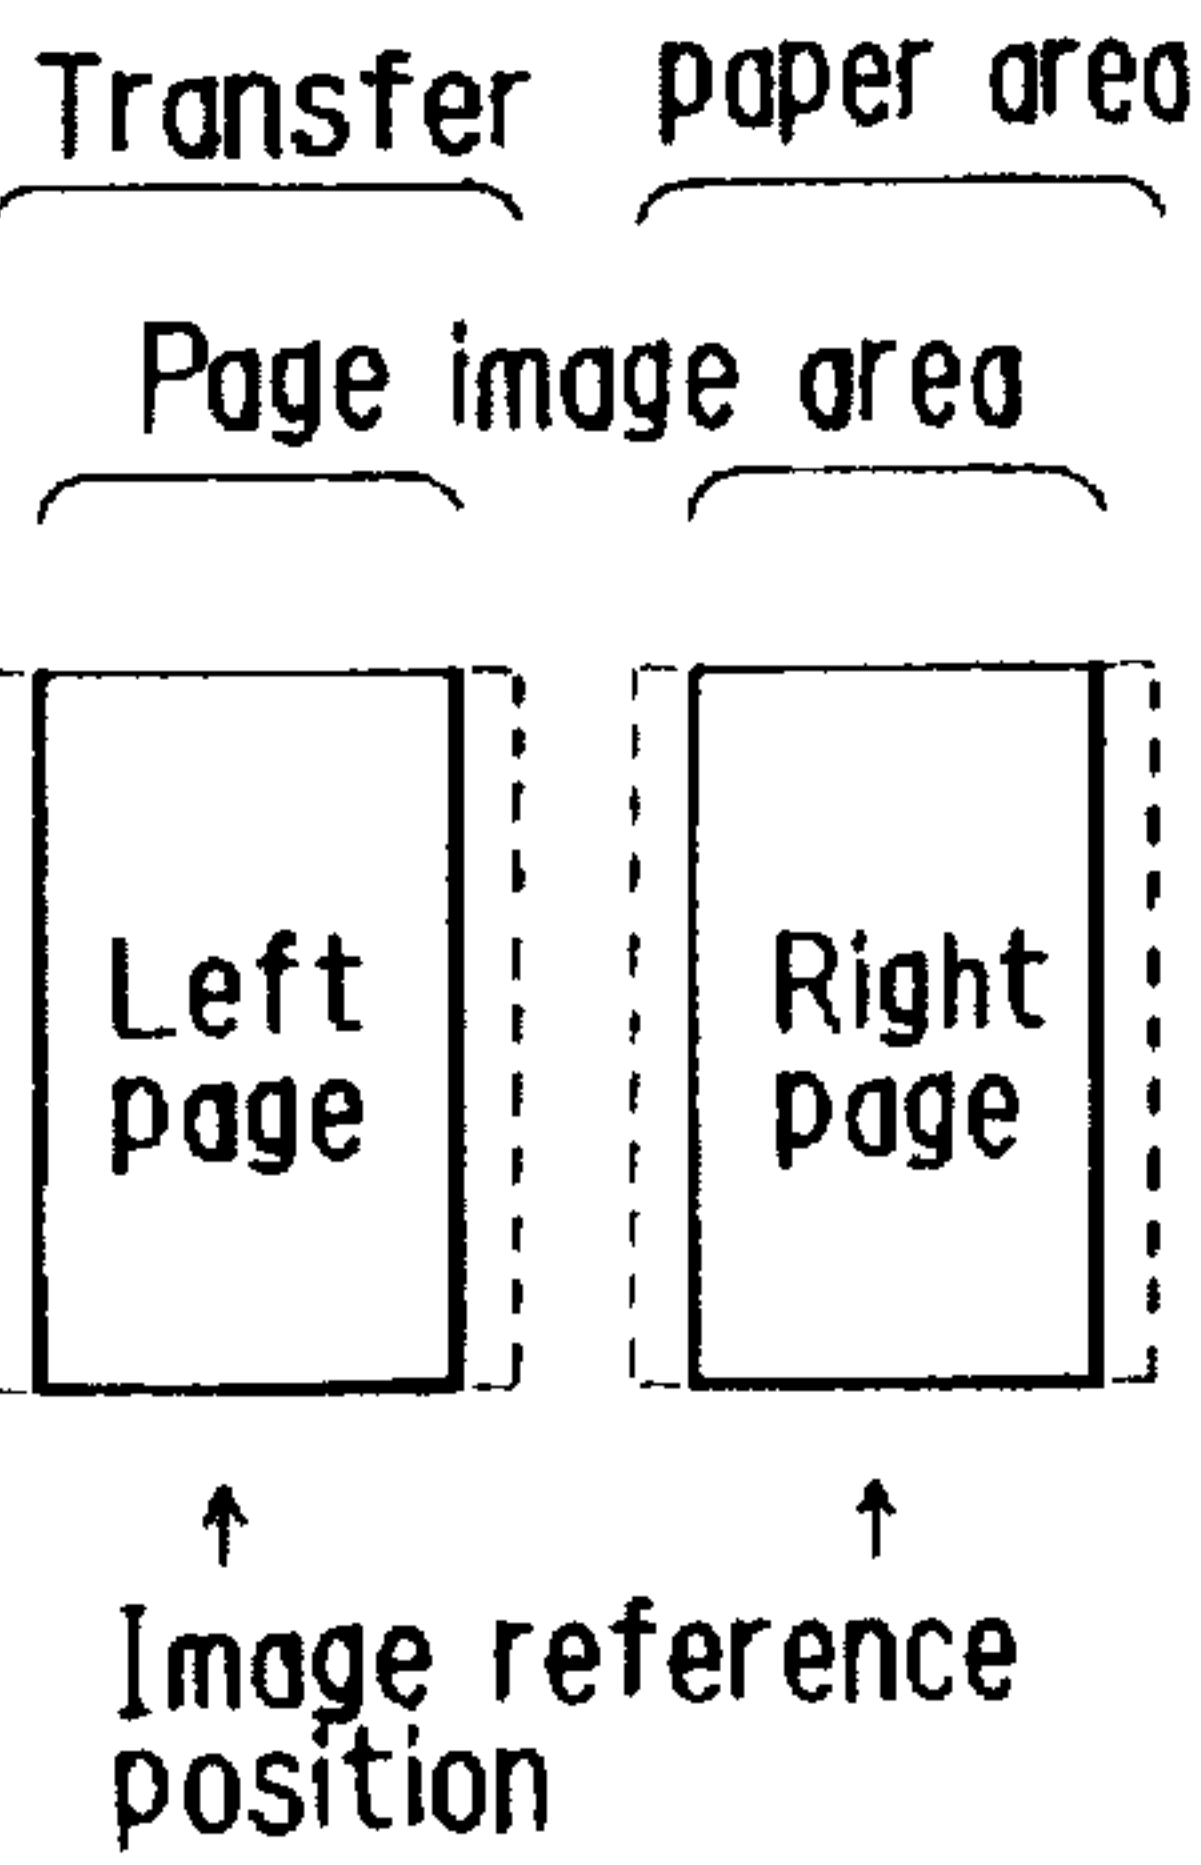 Transfer paper area
Page image area
Left
page
Right
page
Image reference
position